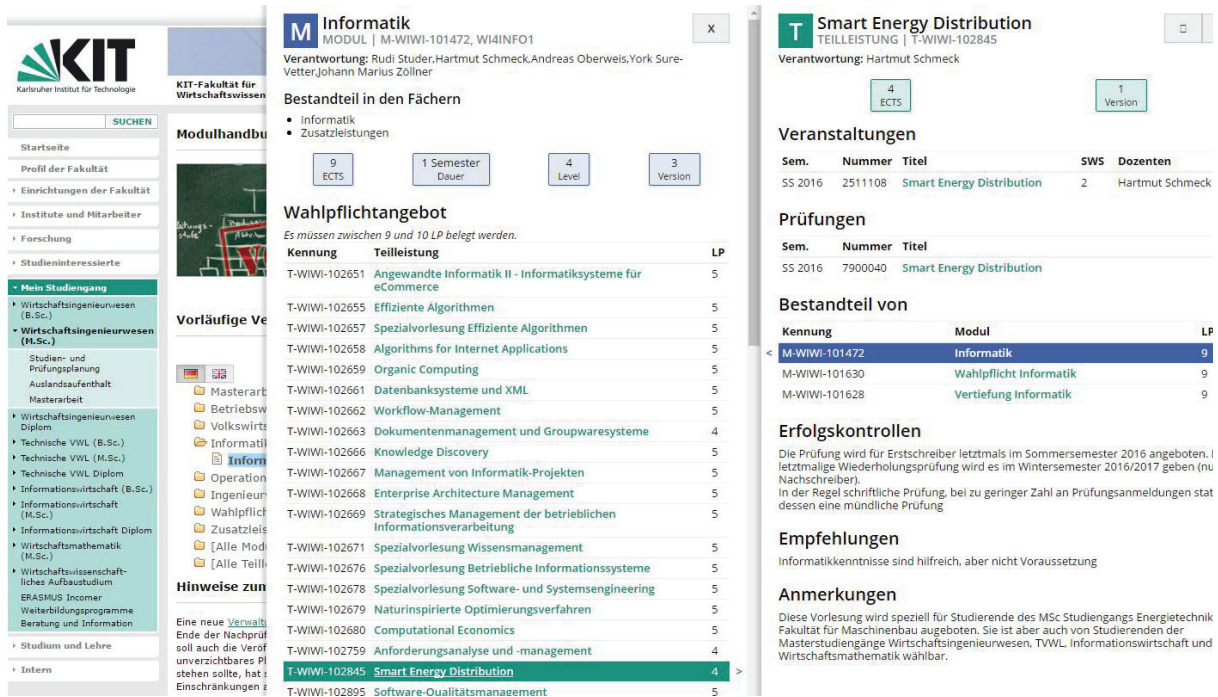 KIT
Karlsruher Institut für Technologie
SUCHEN
Startseite
Profil der Fakultät
Einrichtungen der Fakultät
Institute und Mitarbeiter
Forschung
Studieninteressierte
Mein Studiengang
Wirtschaftsingenieurwesen
(B.Sc.)
Wirtschaftsingenieurwesen
(M.Sc.)
Studien- und
Prüfungsplanung
Auslandsaufenthalt
Masterarbeit
Wirtschaftsingenieurwesen
Diplom
Technische VWL (B.Sc.)
Technische VWL (M.Sc.)
Technische VWL Diplom
Informationswirtschaft (B.Sc.)
Informationswirtschaft
(M.Sc.)
Informationswirtschaft Diplom
Wirtschaftsmathematik
(M.Sc.)
Wirtschaftswissenschaft-
liches Aufbaustudium
ERASMUS Incomer
Weiterbildungsprogramme
Beratung und Information
Studium und Lehre
Intern
KIT-Fakultät für
Wirtschaftswissen
Modulhandbu
Vorläufige Ve
Masterarb
Betriebsw
Volkswirts
Informatik
Inform
Operation
Ingenieur
Wahlpflich
Zusatzleis
[Alle Mod
[Alle Teill
Hinweise zum
Eine neue Verwalt
Ende der Nachprüf
soll auch die Veröf
unverzichtbares Pl
stehen sollte, hat s
Einschränkungen a
M Informatik X
MODUL | M-WIWI-101472, WI4INFO1
Verantwortung: Rudi Studer,Hartmut Schmeck,Andreas Oberweis,York Sure-
Vetter,Johann Marius Zöllner
Bestandteil in den Fächern
• Informatik
• Zusatzleistungen
9 1 Semester 4 3
ECTS Dauer Level Version
Wahlpflichtangebot
Es müssen zwischen 9 und 10 LP belegt werden.
Kennung Teilleistung LP
T-WIWI-102651 Angewandte Informatik II - Informatiksysteme für 5
eCommerce
T-WIWI-102655 Effiziente Algorithmen 5
T-WIWI-102657 Spezialvorlesung Effiziente Algorithmen 5
T-WIWI-102658 Algorithms for Internet Applications 5
T-WIWI-102659 Organic Computing 5
T-WIWI-102661 Datenbanksysteme und XML 5
T-WIWI-102662 Workflow-Management 5
T-WIWI-102663 Dokumentenmanagement und Groupwaresysteme 4
T-WIWI-102666 Knowledge Discovery 5
T-WIWI-102667 Management von Informatik-Projekten 5
T-WIWI-102668 Enterprise Architecture Management 5
T-WIWI-102669 Strategisches Management der betrieblichen 5
Informationsverarbeitung
T-WIWI-102671 Spezialvorlesung Wissensmanagement 5
T-WIWI-102676 Spezialvorlesung Betriebliche Informationssysteme 5
T-WIWI-102678 Spezialvorlesung Software- und Systemsengineering 5
T-WIWI-102679 Naturinspirierte Optimierungsverfahren 5
T-WIWI-102680 Computational Economics 5
T-WIWI-102759 Anforderungsanalyse und -management 4
T-WIWI-102845 Smart Energy Distribution 4 >
T-WIWI-102895 Software-Qualitätsmanagement 5
T Smart Energy Distribution
TEILLEISTUNG | T-WIWI-102845
Verantwortung: Hartmut Schmeck
4 1
ECTS Version
Veranstaltungen
Sem. Nummer Titel SWS Dozenten
SS 2016 2511108 Smart Energy Distribution 2 Hartmut Schmeck
Prüfungen
Sem. Nummer Titel
SS 2016 7900040 Smart Energy Distribution
Bestandteil von
Kennung Modul LP
< M-WIWI-101472 Informatik 9
M-WIWI-101630 Wahlpflicht Informatik 9
M-WIWI-101628 Vertiefung Informatik 9
Erfolgskontrollen
Die Prüfung wird für Erstschreiber letztmals im Sommersemester 2016 angeboten.
letztmalige Wiederholungsprüfung wird es im Wintersemester 2016/2017 geben (nu
Nachschreiber).
In der Regel schriftliche Prüfung, bei zu geringer Zahl an Prüfungsanmeldungen stat
dessen eine mündliche Prüfung
Empfehlungen
Informatikkenntnisse sind hilfreich, aber nicht Voraussetzung
Anmerkungen
Diese Vorlesung wird speziell für Studierende des MSc Studiengangs Energietechnik
Fakultät für Maschinenbau augeboten. Sie ist aber auch von Studierenden der
Masterstudiengänge Wirtschaftsingenieurwesen, TVWL, Informationswirtschaft und
Wirtschaftsmathematik wählbar.